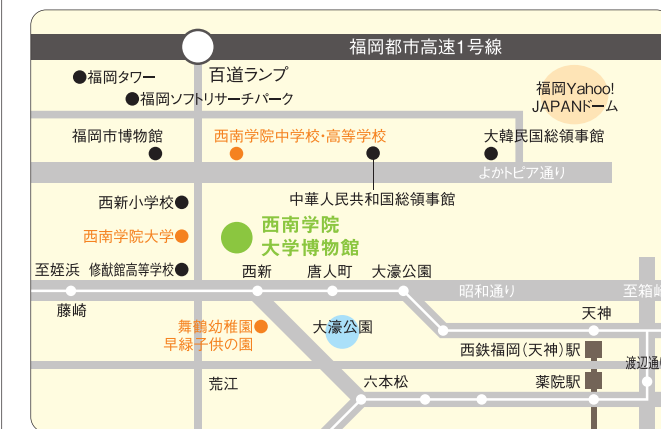 福岡都市高速1号線
福岡タワー
百道ランプ
福岡ソフトリサーチパーク
福岡Yahoo!
JAPANドーム
福岡市博物館
西南学院中学校・高等学校
大韓民国総領事館
よかトピア通り
中華人民共和国総領事館
西新小学校
西南学院
大学博物館
西南学院大学
至姪浜
修猷館高等学校
西新
唐人町
大濠公園
昭和通り
至箱崎
藤崎
舞鶴幼稚園
早緑子供の園
大濠公園
天神
西鉄福岡(天神)駅
渡辺通り
荒江
六本松
薬院駅